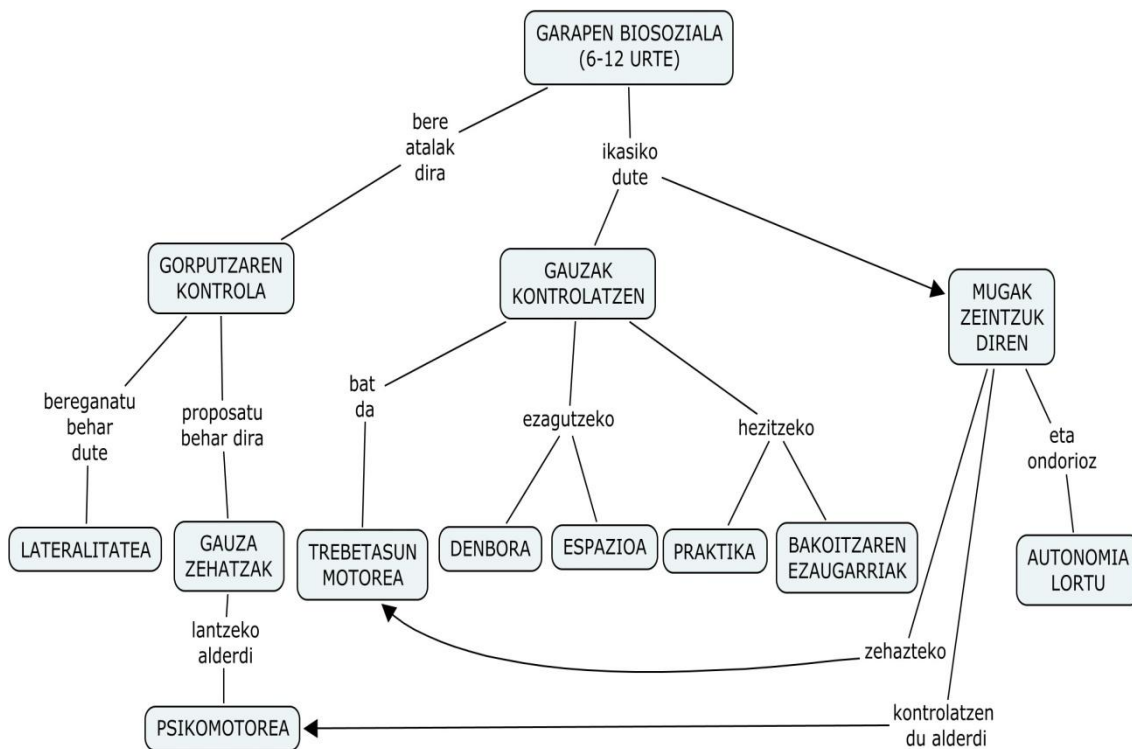 GARAPEN BIOSOZIALA
(6-12 URTE)
bere
atalak
dira
ikasiko
dute
GORPUTZAREN
KONTROLA
GAUZAK
KONTROLATZEN
MUGAK
ZEINTZUK
DIREN
bereganatu
behar
dute
proposatu
behar dira
bat
da
ezagutzeko
hezitzeko
eta
ondorioz
LATERALITATEA
GAUZA
ZEHATZAK
TREBETASUN
MOTOREA
DENBORA
ESPAZIOA
PRAKTIKA
BAKOITZAREN
EZAUGARRIAK
AUTONOMIA
LORTU
lantzeko
alderdi
zehazteko
PSIKOMOTOREA
kontrolatzen
du alderdi